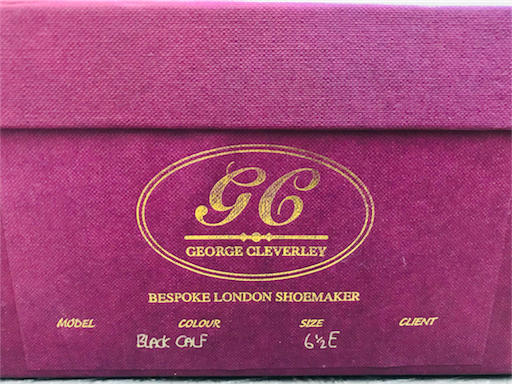 GC
GEORGE CLEVERLEY
BESPOKE LONDON SHOEMAKER
MODEL COLOUR SIZE CLIENT
BLACK CALF 6½E